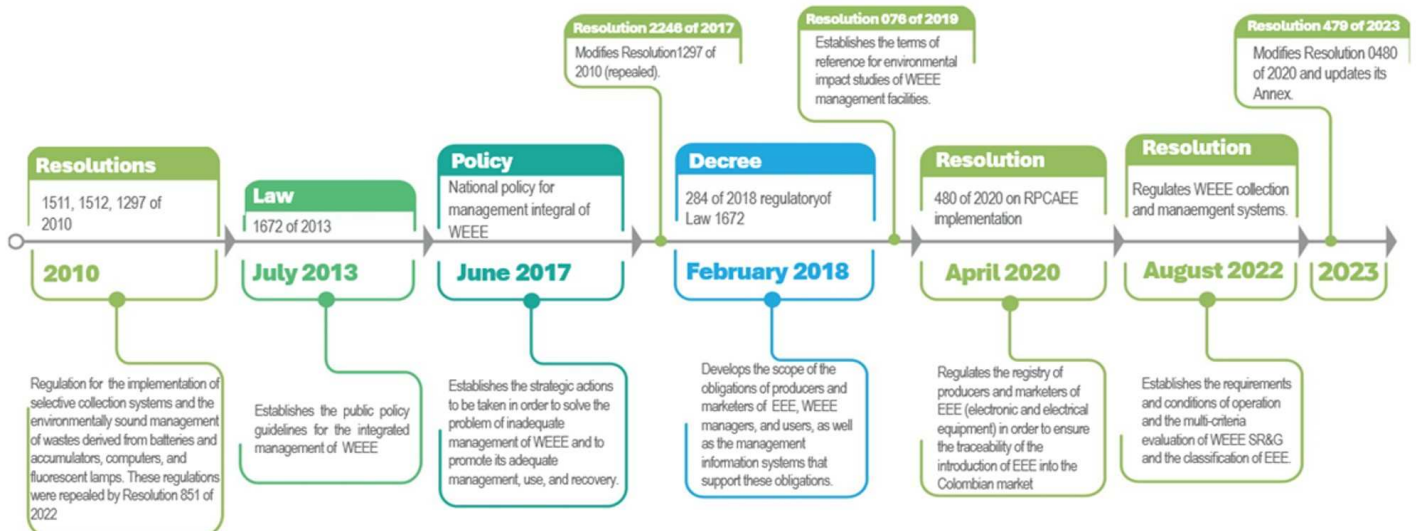 Resolution 2246 of 2017
Modifies Resolution1297 of
2010 (repealed).
Resolution 076 of 2019
Establishes the terms of
reference for environmental
impact studies of WEEE
management facilities.
Resolution 479 of 2023
Modifies Resolution 0480
of 2020 and updates its
Annex.
Resolutions
1511, 1512, 1297 of
2010
2010
Regulation for the implementation of
selective collection systems and the
environmentally sound management
of wastes derived from batteries and
accumulators, computers, and
fluorescent lamps. These regulations
were repealed by Resolution 851 of
2022
Law
1672 of 2013
July 2013
Establishes the public policy
guidelines for the integrated
management of WEEE
Policy
National policy for
management integral of
WEEE
June 2017
Establishes the strategic actions
to be taken in order to solve the
problem of inadequate
management of WEEE and to
promote its adequate
management, use, and recovery.
Decree
284 of 2018 regulatoryof
Law 1672
February 2018
Develops the scope of the
obligations of producers and
marketers of EEE, WEEE
managers, and users, as well
as the management
information systems that
support these obligations.
Resolution
480 of 2020 on RPCAEE
implementation
April 2020
Regulates the registry of
producers and marketers of
EEE (electronic and electrical
equipment) in order to ensure
the traceability of the
introduction of EEE into the
Colombian market
Resolution
Regulates WEEE collection
and manaemgent systems.
August 2022
Establishes the requirements
and conditions of operation
and the multi-criteria
evaluation of WEEE SR&G
and the classification of EEE.
2023